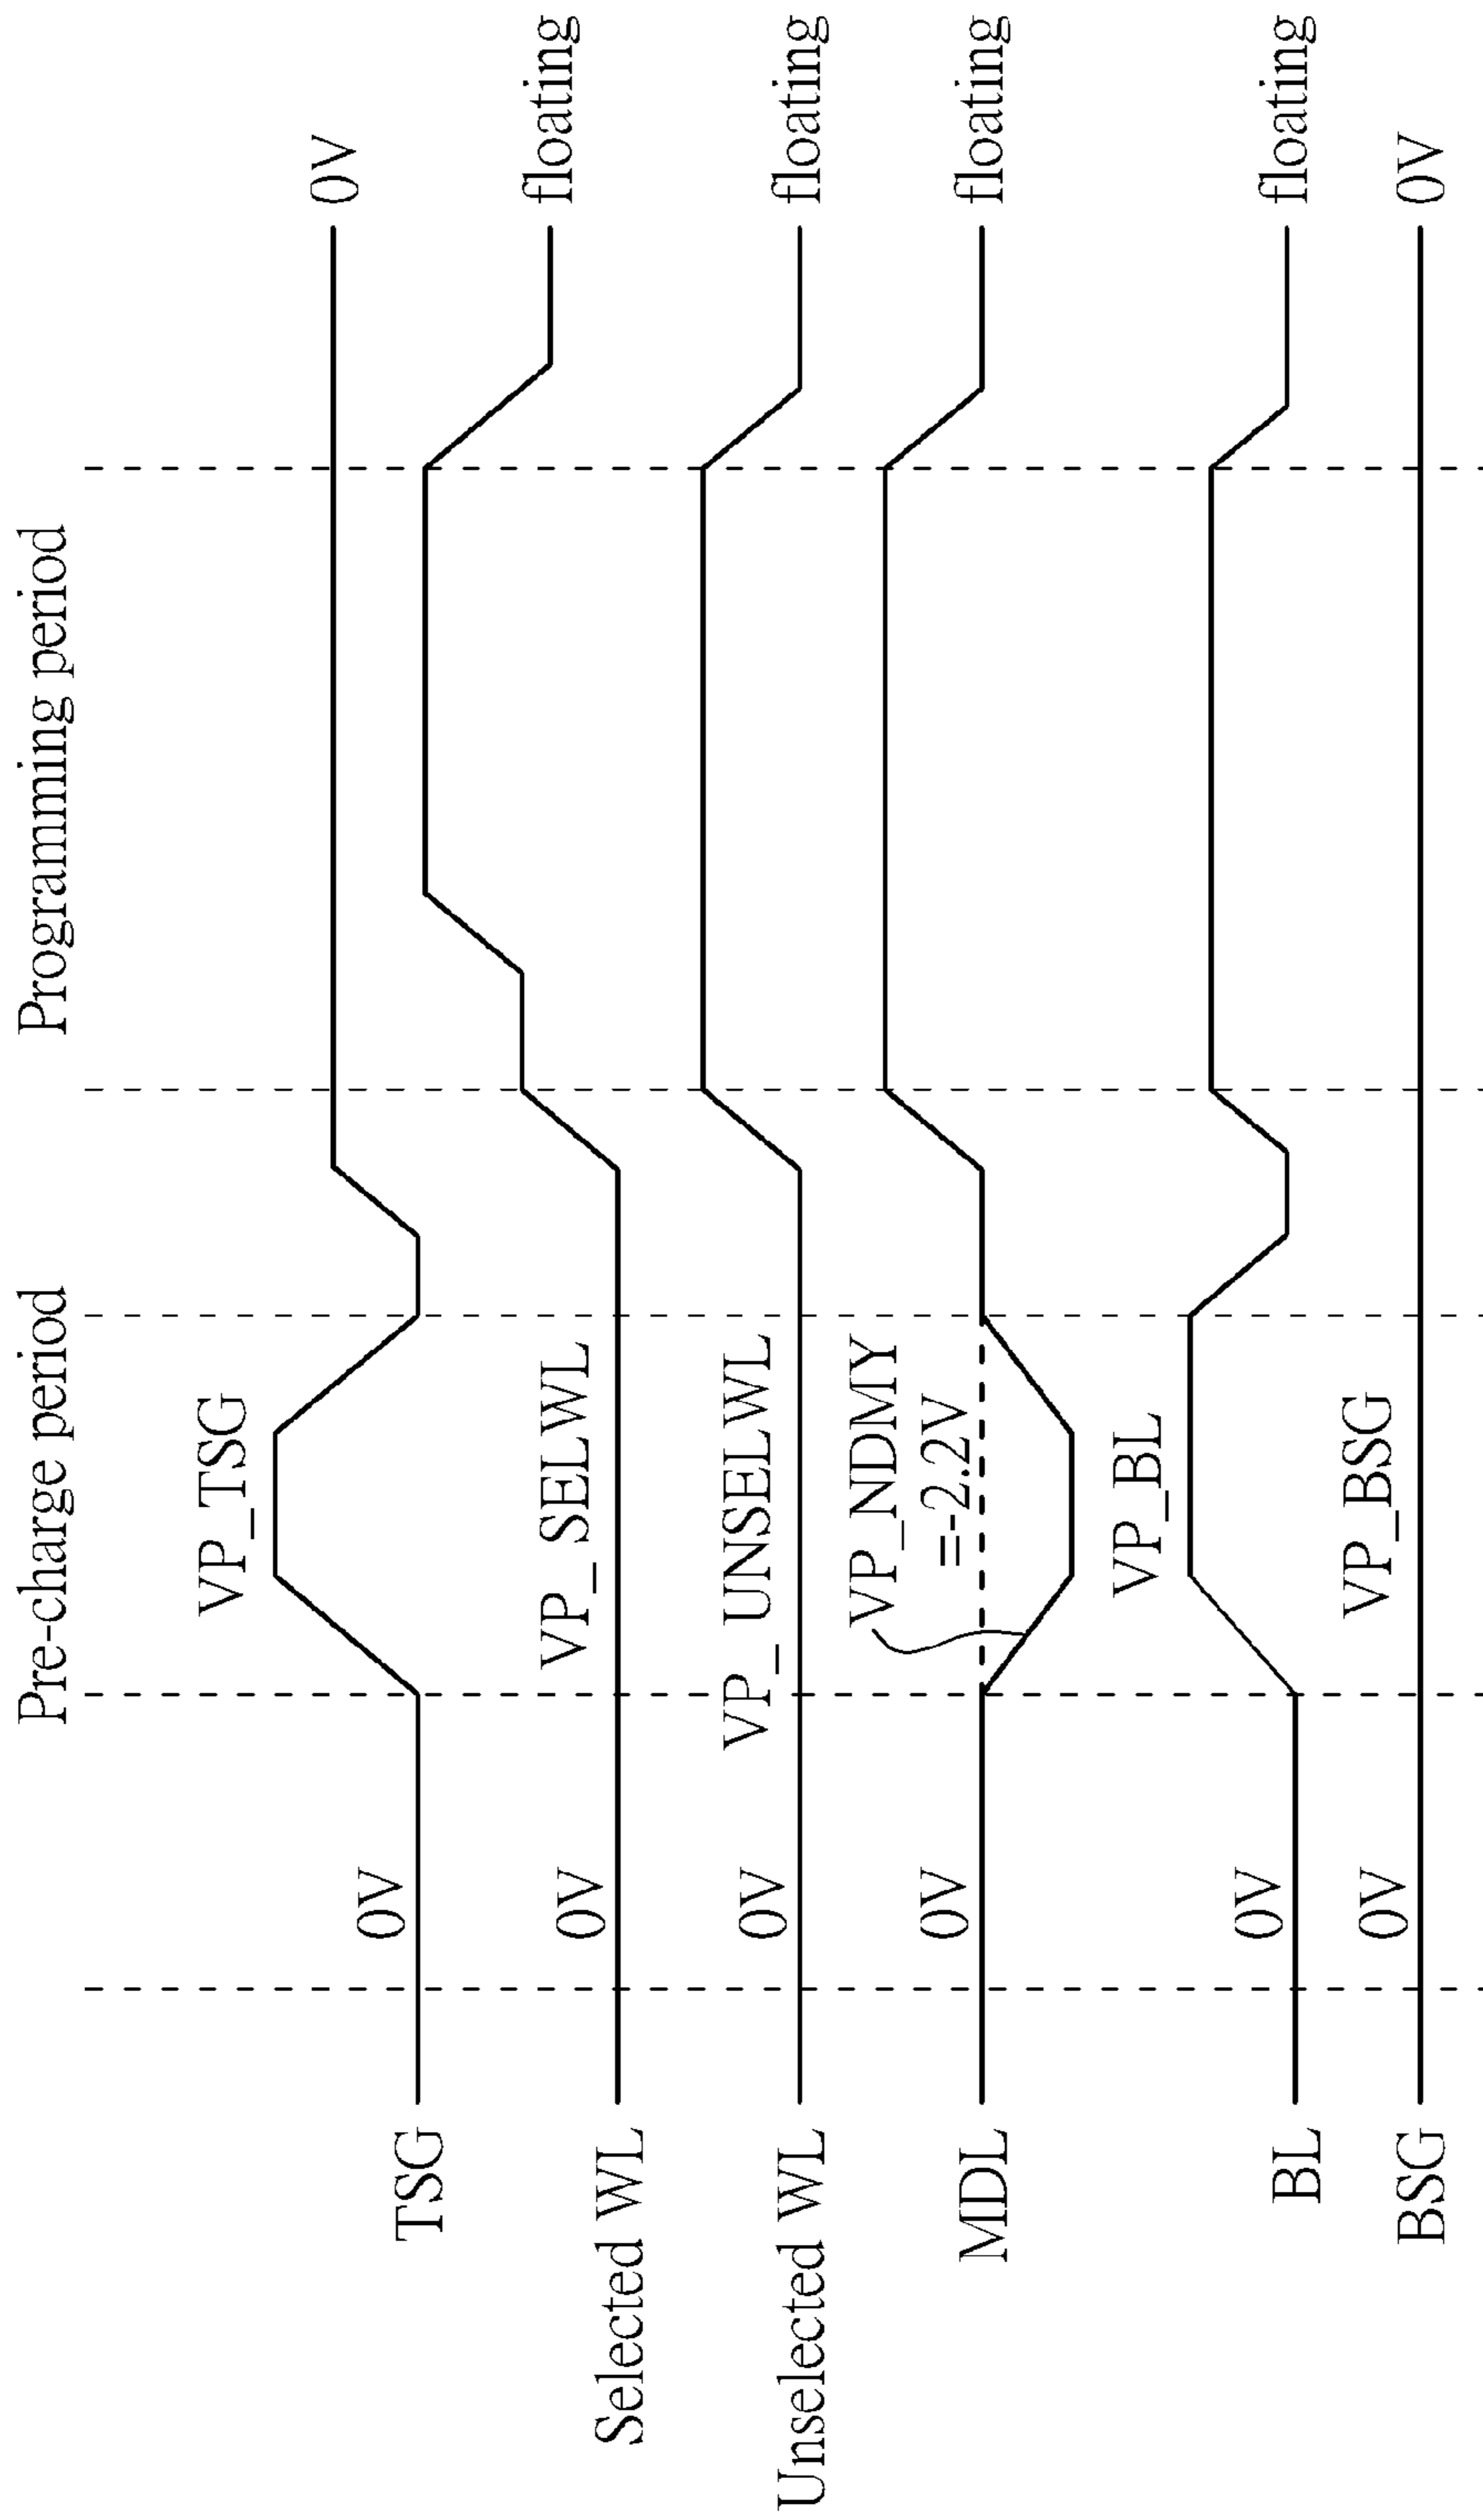 Pre-charge period
Programming period
TSG
0V
VP_TSG
0V
Selected WL
0V
VP_SELWL
floating
Unselected WL
0V
VP_UNSELWL
floating
MDL
0V
VP_NDMY
=-2.2V
floating
BL
0V
VP_BL
floating
BSG
0V
VP_BSG
0V